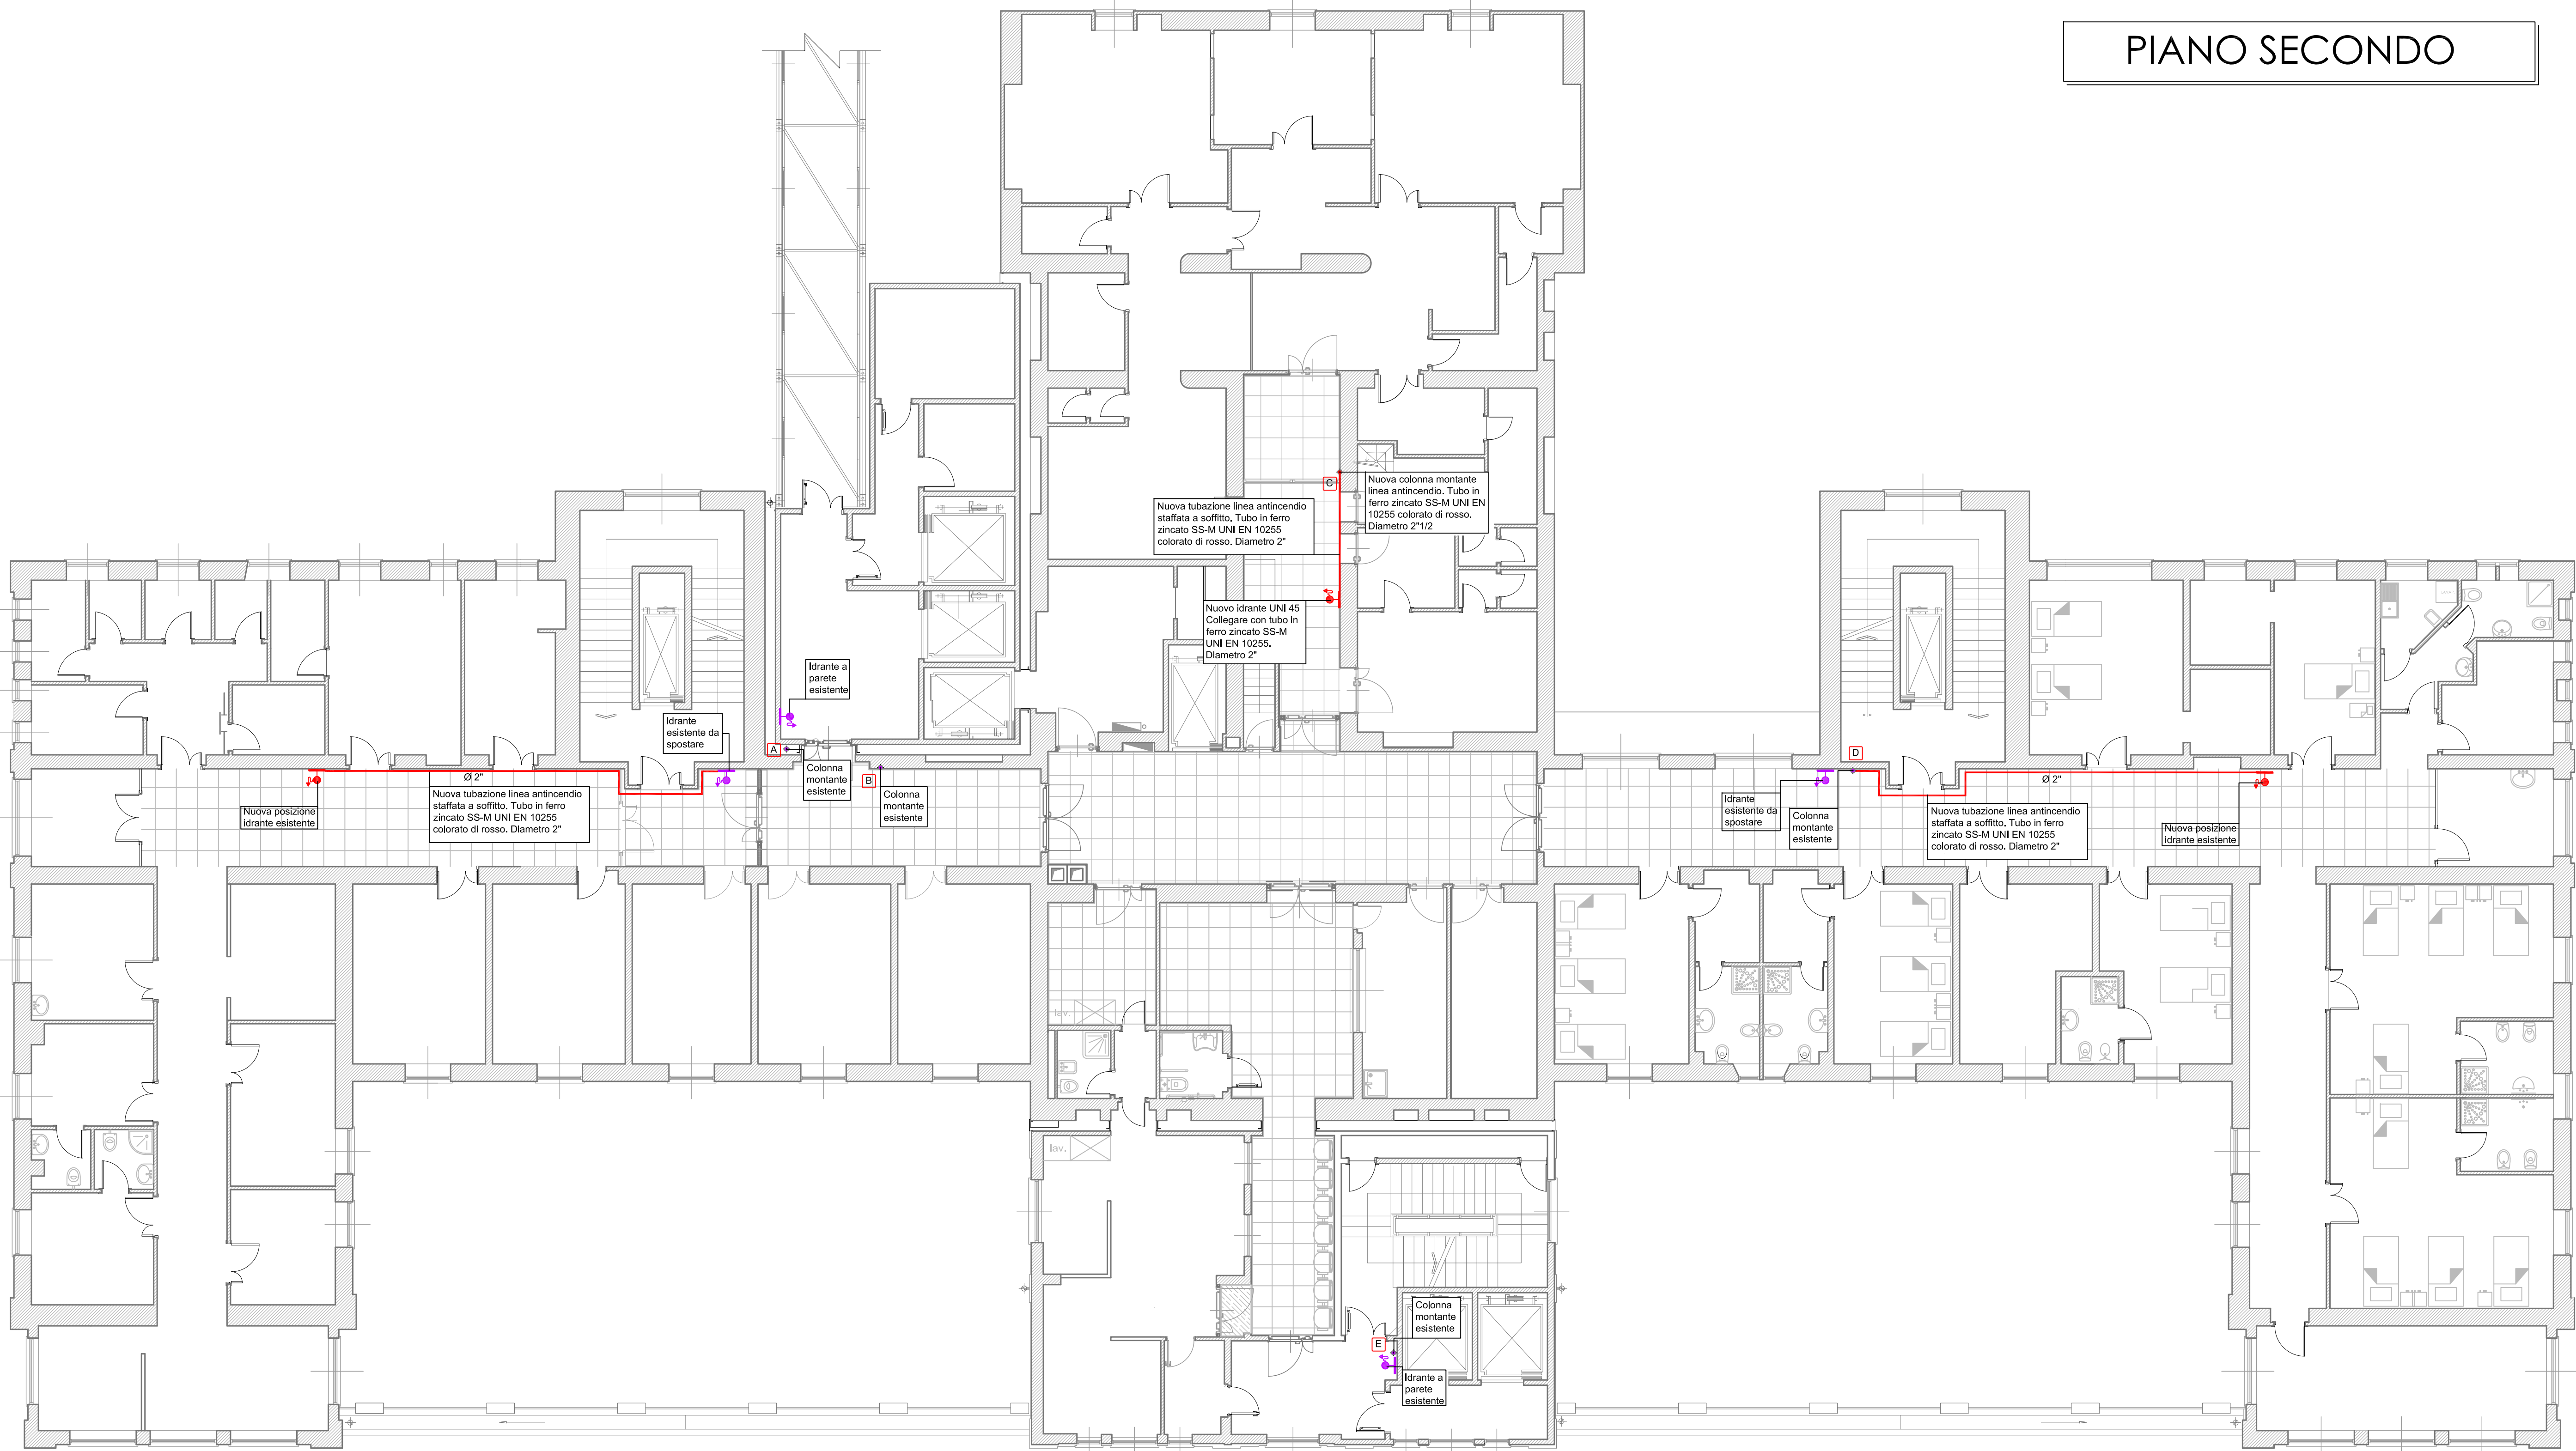 PIANO SECONDO
C
Nuova colonna montante
linea antincendio. Tubo in
ferro zincato SS-M UNI EN
10255 colorato di rosso.
Diametro 2"1/2
Nuova tubazione linea antincendio
staffata a soffitto. Tubo in ferro
zincato SS-M UNI EN 10255
colorato di rosso. Diametro 2"
Nuovo idrante UNI 45
Collegare con tubo in
ferro zincato SS-M
UNI EN 10255.
Diametro 2"
Idrante a
parete
esistente
Idrante
esistente da
spostare
A
Colonna
montante
esistente
B
Colonna
montante
esistente
Ø 2"
Nuova tubazione linea antincendio
staffata a soffitto. Tubo in ferro
zincato SS-M UNI EN 10255
colorato di rosso. Diametro 2"
Nuova posizione
idrante esistente
D
Idrante
esistente da
spostare
Colonna
montante
esistente
Ø 2"
Nuova tubazione linea antincendio
staffata a soffitto. Tubo in ferro
zincato SS-M UNI EN 10255
colorato di rosso. Diametro 2"
Nuova posizione
idrante esistente
lav.
lav.
Colonna
montante
esistente
E
Idrante a
parete
esistente